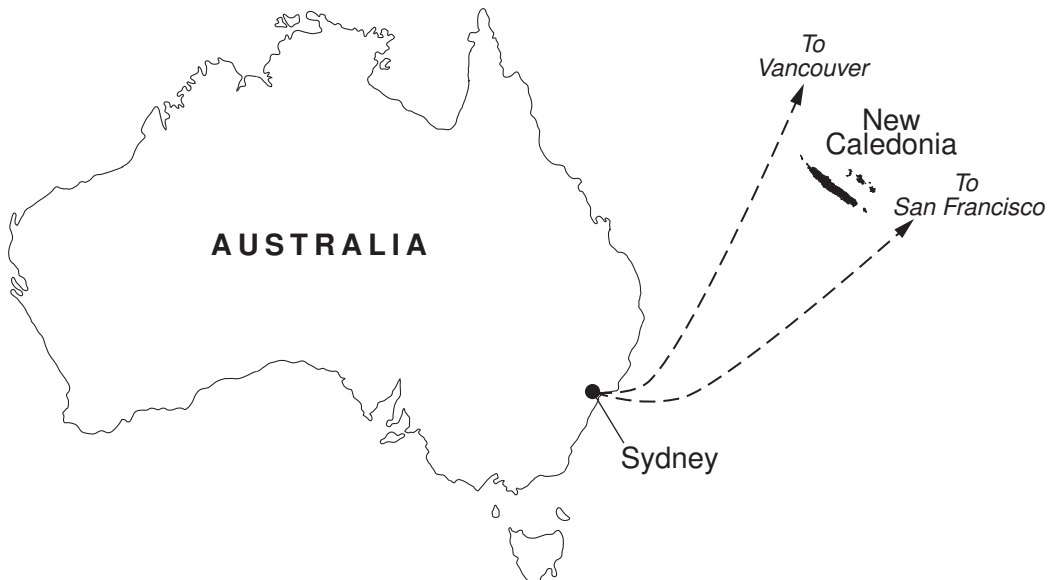 To
Vancouver
New
Caledonia
To
San Francisco
AUSTRALIA
Sydney